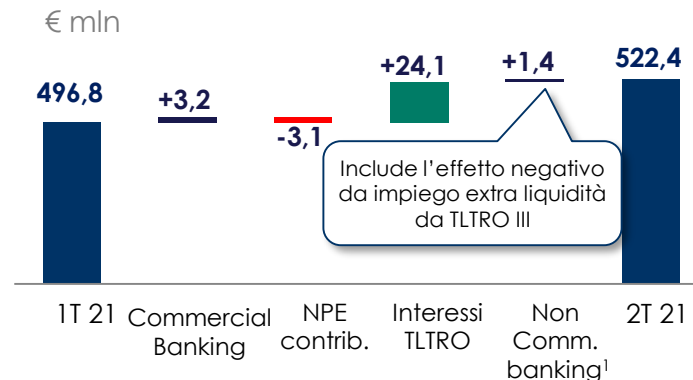 € mln
496,8
+3,2
-3,1
+24,1
+1,4
522,4
Include l'effetto negativo
da impiego extra liquidità
da TLTRO III
1T 21
Commercial
Banking
NPE
contrib.
Interessi
TLTRO
Non
Comm.
banking¹
2T 21